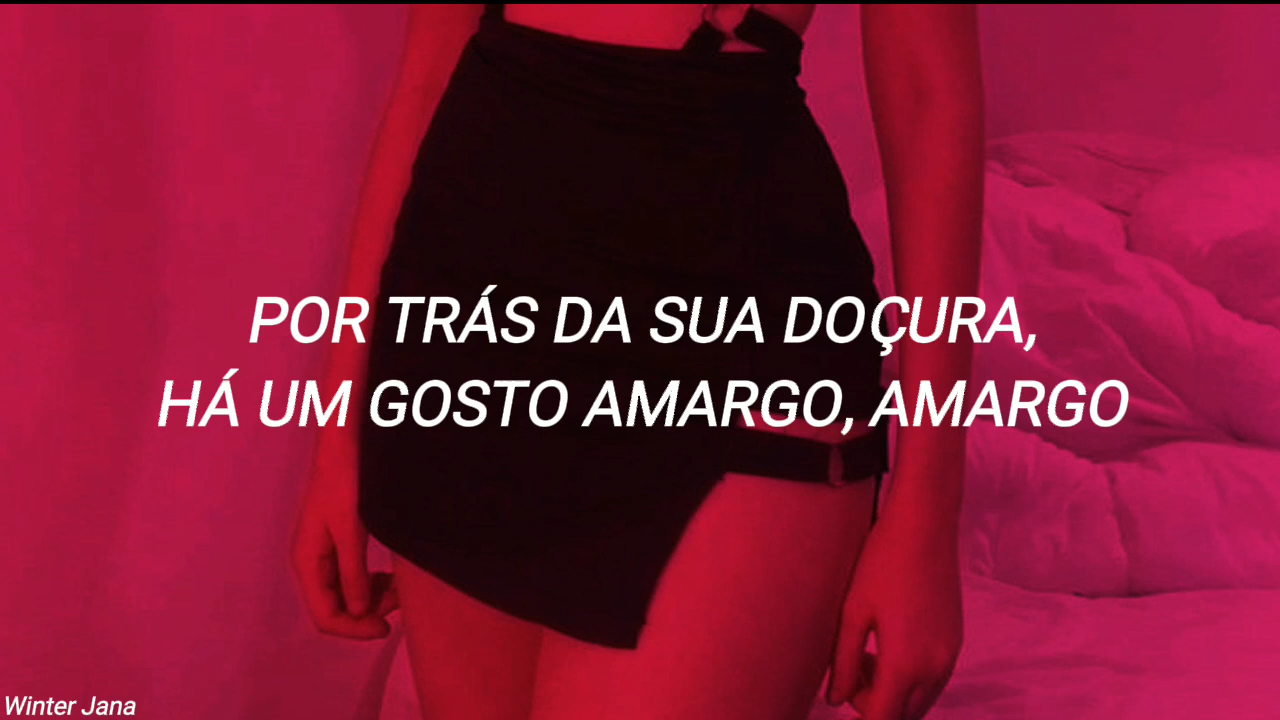 POR TRÁS DA SUA DOÇURA,
HÁ UM GOSTO AMARGO, AMARGO
Winter Jana